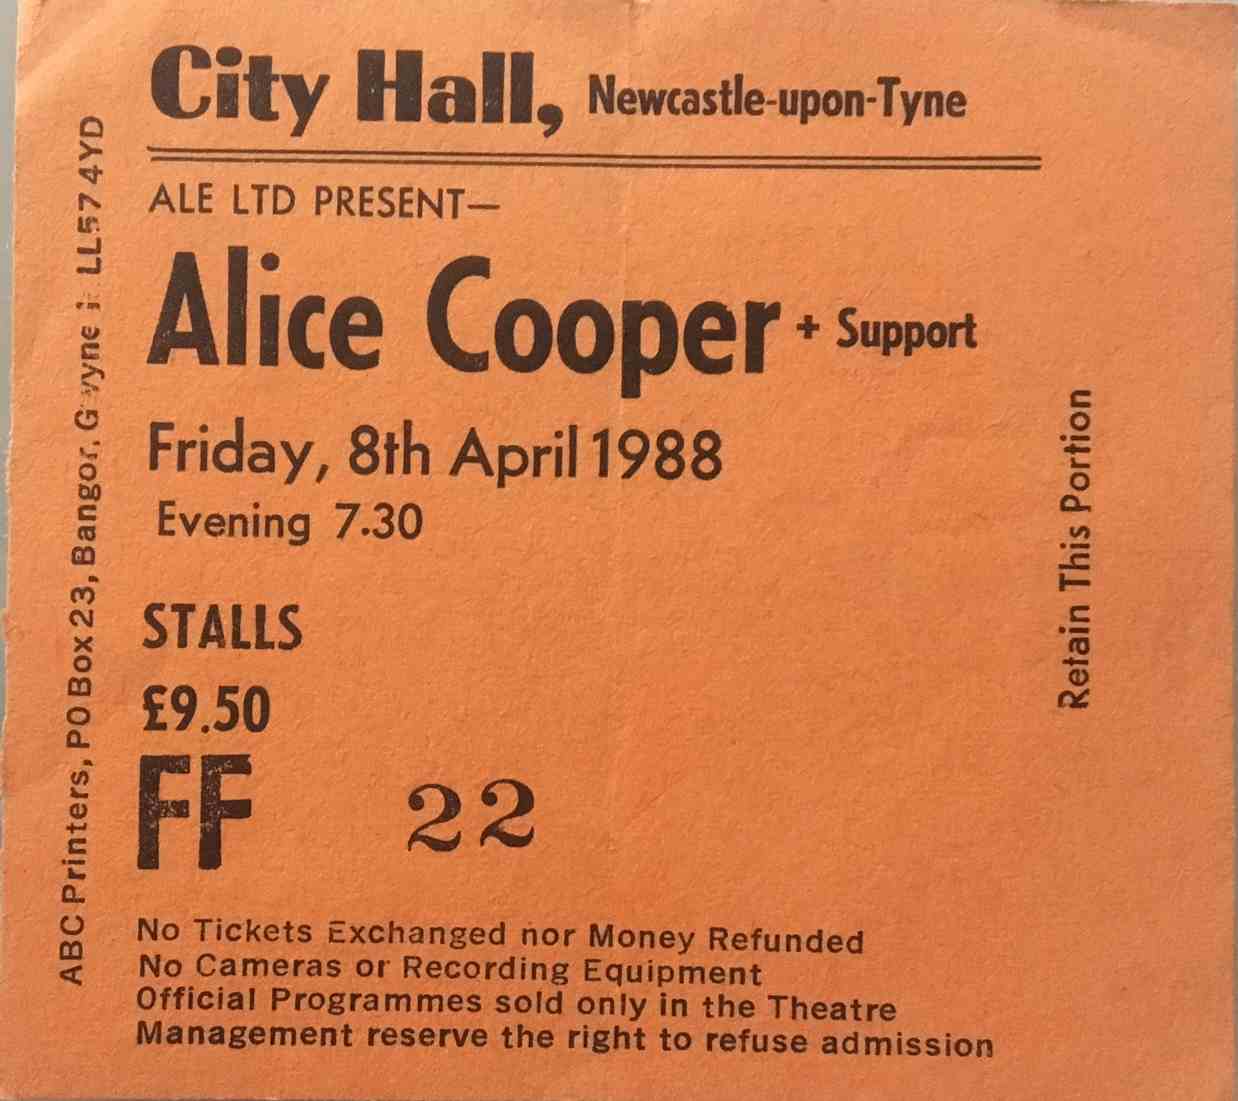 City Hall, Newcastle-upon-Tyne
ALE LTD PRESENT—
Alice Cooper + Support
Friday, 8th April 1988
Evening 7.30
STALLS
£9.50
FF 22
No Tickets Exchanged nor Money Refunded
No Cameras or Recording Equipment
Official Programmes sold only in the Theatre
Management reserve the right to refuse admission
ABC Printers, PO Box 23, Bangor, LL57 4YD
Retain This Portion